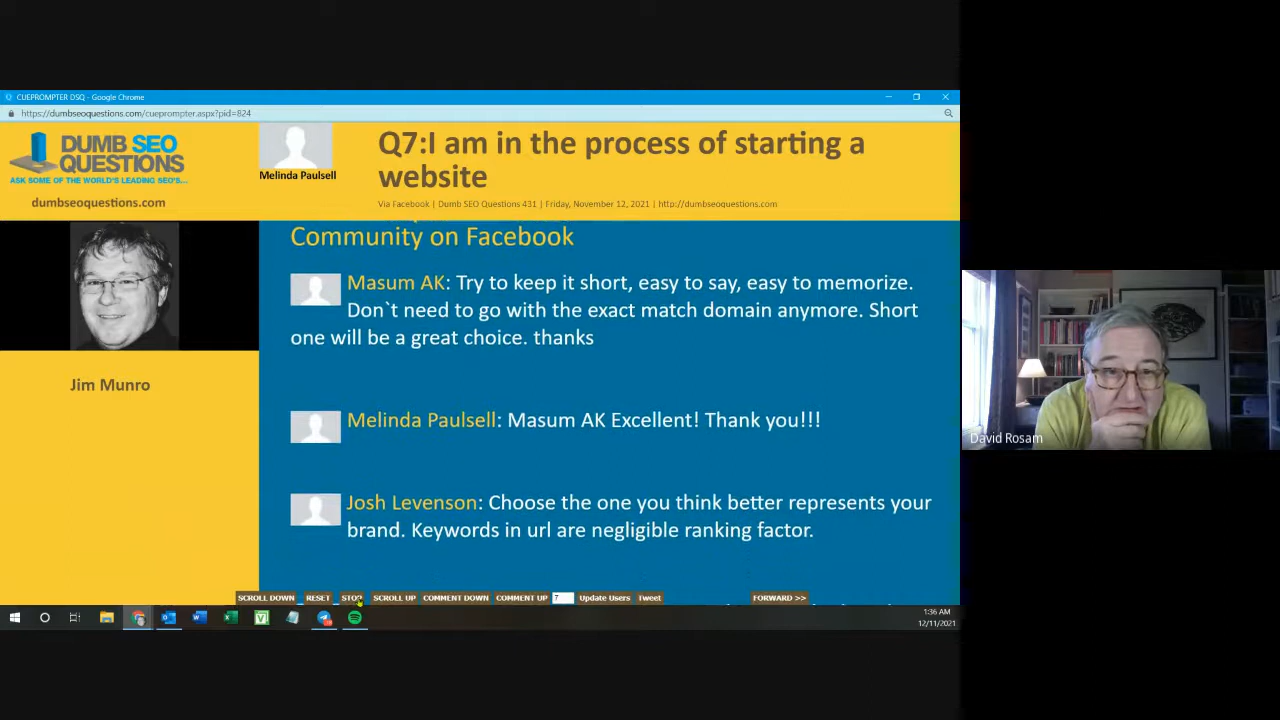 CUEPROMPTER DSQ - Google Chrome
https://dumbseoquestions.com/cueprompter.aspx?pid=824
DUMB SEO
QUESTIONS
ASK SOME OF THE WORLD'S LEADING SEO'S...
dumbseoquestions.com
Melinda Paulsell
Q7:I am in the process of starting a
website
Via Facebook | Dumb SEO Questions 431 | Friday, November 12, 2021 | http://dumbseoquestions.com
Jim Munro
Community on Facebook
Masum AK: Try to keep it short, easy to say, easy to memorize.
Don`t need to go with the exact match domain anymore. Short
one will be a great choice. thanks
Melinda Paulsell: Masum AK Excellent! Thank you!!!
Josh Levenson: Choose the one you think better represents your
brand. Keywords in url are negligible ranking factor.
SCROLL DOWN RESET STOP SCROLL UP COMMENT DOWN COMMENT UP 7 Update Users Tweet FORWARD >>
1:36 AM
12/11/2021
David Rosam